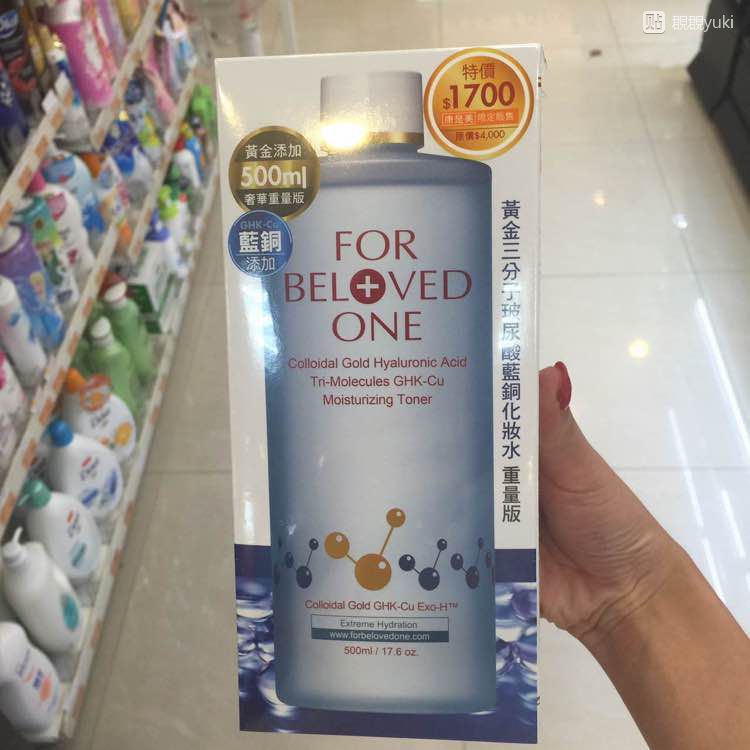 靚靚yuki
特價
$1700
康是美 限定販售
原價$4,000
黃金添加
500ml
奢華重量版
GHK-Cu
藍銅
添加
FOR
BELOVED
ONE
Colloidal Gold Hyaluronic Acid
Tri-Molecules GHK-Cu
Moisturizing Toner
黃金三分子玻尿酸藍銅化妝水 重量版
Colloidal Gold GHK-Cu Exo-H™
Extreme Hydration
www.forbelovedone.com
500ml / 17.6 oz.